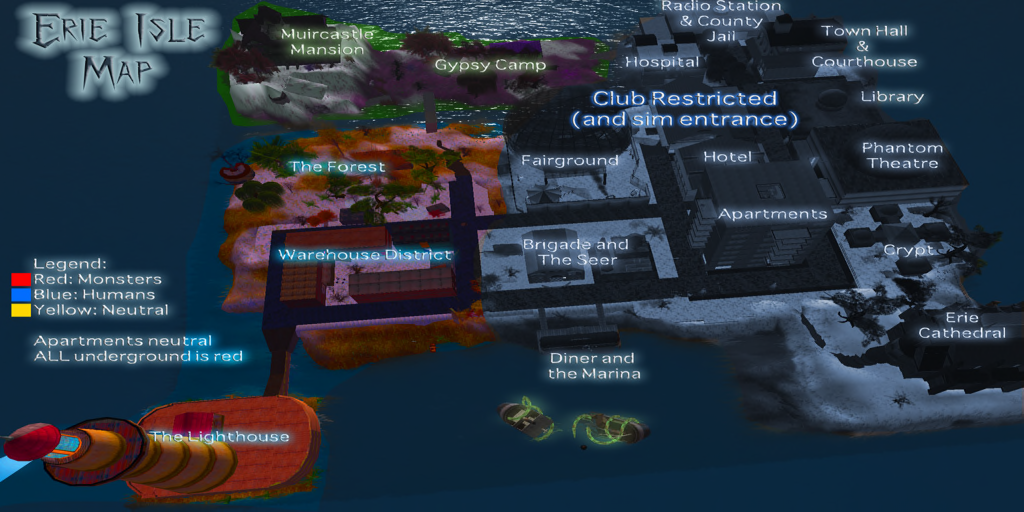 Erie Isle
Map
Muircastle
Mansion
Gypsy Camp
Radio Station
& County
Jail
Hospital
Town Hall
&
Courthouse
Library
Club Restricted
(and sim entrance)
The Forest
Fairground
Hotel
Phantom
Theatre
Apartments
Warehouse District
Brigade and
The Seer
Crypt
Legend:
Red: Monsters
Blue: Humans
Yellow: Neutral
Apartments neutral
ALL underground is red
Erie
Cathedral
Diner and
the Marina
The Lighthouse